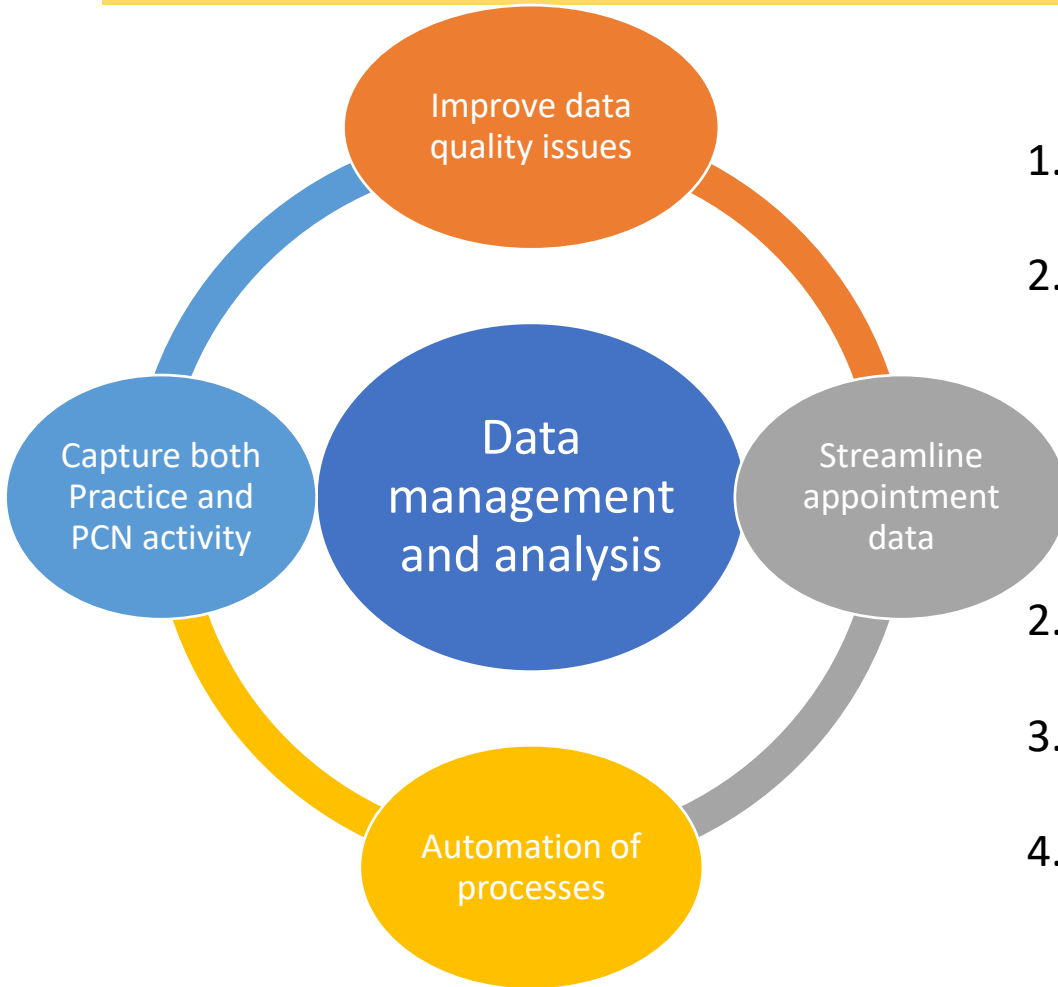 Improve data
quality issues
1.
2.
Capture both
Practice and
PCN activity
Data
management
and analysis
Streamline
appointment
data
2.
3.
4.
Automation of
processes